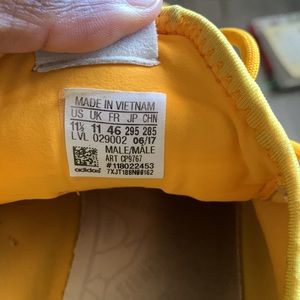 MADE IN VIETNAM
US UK FR JP CHN
11½ 11 46 295 285
LVL 029002 06/17
MALE/MALE
ART CP9767
#118022453
adidas